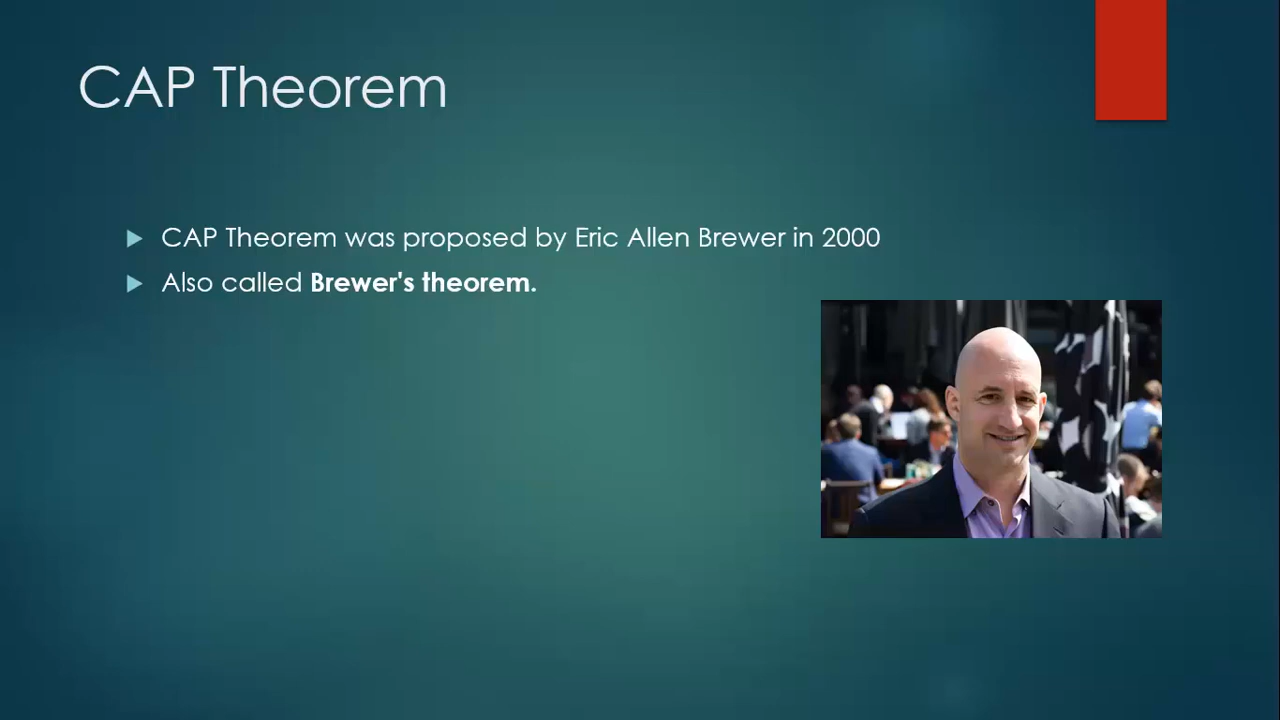 CAP Theorem
CAP Theorem was proposed by Eric Allen Brewer in 2000
Also called Brewer's theorem.